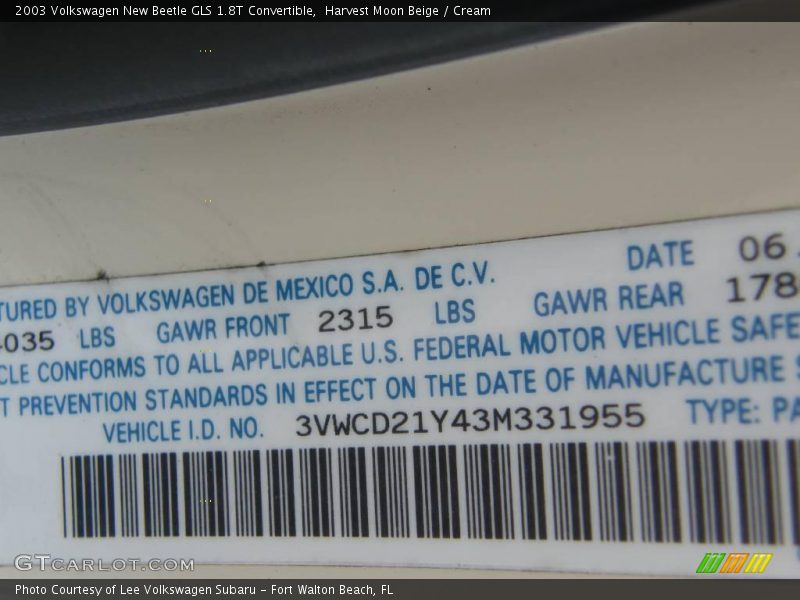 2003 Volkswagen New Beetle GLS 1.8T Convertible, Harvest Moon Beige / Cream
TURED BY VOLKSWAGEN DE MEXICO S.A. DE C.V. DATE 06
035 LBS GAWR FRONT 2315 LBS GAWR REAR 178
CLE CONFORMS TO ALL APPLICABLE U.S. FEDERAL MOTOR VEHICLE SAFE
T PREVENTION STANDARDS IN EFFECT ON THE DATE OF MANUFACTURE S
VEHICLE I.D. NO. 3VWCD21Y43M331955 TYPE: PA
GTCARLOT.COM
Photo Courtesy of Lee Volkswagen Subaru - Fort Walton Beach, FL